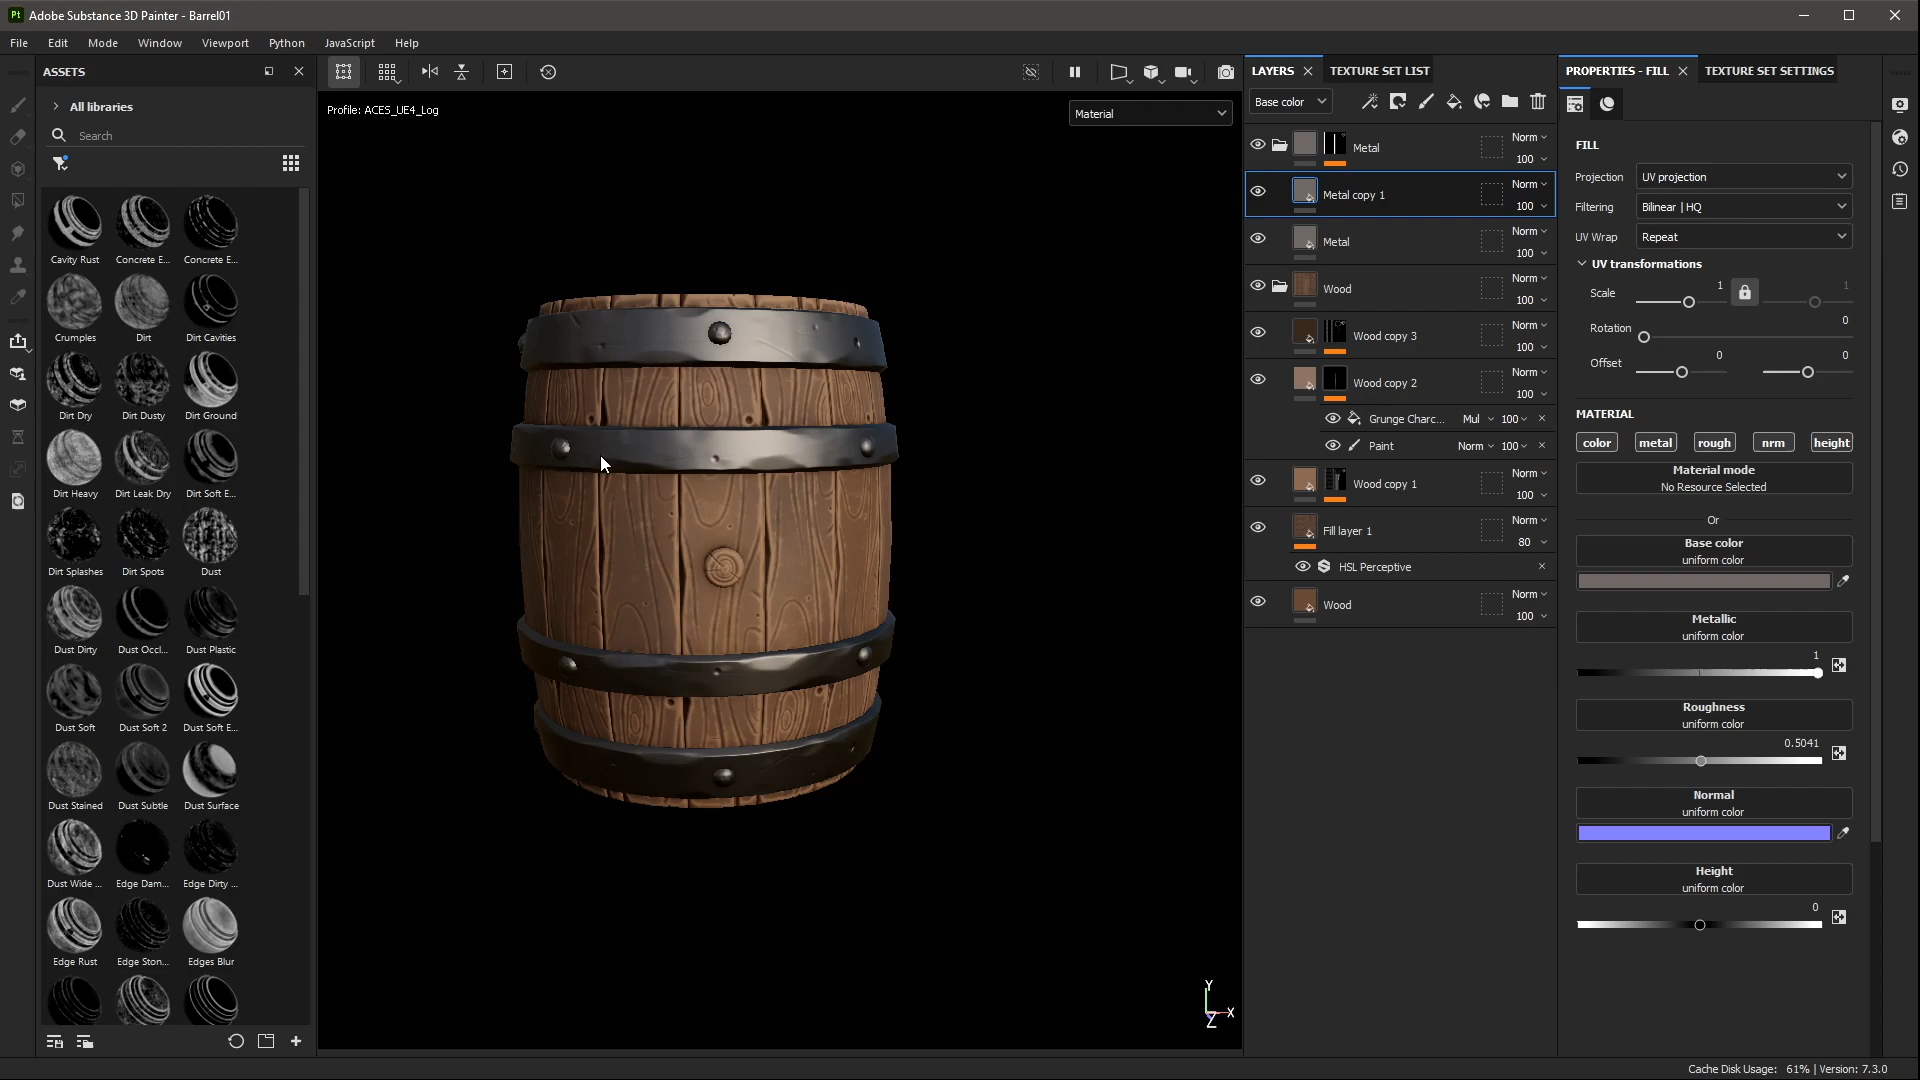 Pt Adobe Substance 3D Painter - Barrel01
File Edit Mode Window Viewport Python JavaScript Help
ASSETS
All libraries
Search
Cavity Rust Concrete E... Concrete E...
Crumples Dirt Dirt Cavities
Dirt Dry Dirt Dusty Dirt Ground
Dirt Heavy Dirt Leak Dry Dirt Soft E...
Dirt Splashes Dirt Spots Dust
Dust Dirty Dust Occl... Dust Plastic
Dust Soft Dust Soft 2 Dust Soft E...
Dust Stained Dust Subtle Dust Surface
Dust Wide ... Edge Dam... Edge Dirty ...
Edge Rust Edge Ston... Edges Blur
Profile: ACES_UE4_Log
Material
Y
X
Z
LAYERS TEXTURE SET LIST
Base color
Metal Norm
100
Metal copy 1 Norm
100
Metal Norm
100
Wood Norm
100
Wood copy 3 Norm
100
Wood copy 2 Norm
100
Grunge Charc... Mul 100
Paint Norm 100
Wood copy 1 Norm
100
Fill layer 1 Norm
80
HSL Perceptive
Wood Norm
100
PROPERTIES - FILL TEXTURE SET SETTINGS
FILL
Projection UV projection
Filtering Bilinear | HQ
UV Wrap Repeat
UV transformations
Scale 1 1
Rotation 0
Offset 0 0
MATERIAL
color metal rough nrm height
Material mode
No Resource Selected
Or
Base color
uniform color
Metallic
uniform color
1
Roughness
uniform color
0.5041
Normal
uniform color
Height
uniform color
0
Cache Disk Usage: 61% | Version: 7.3.0